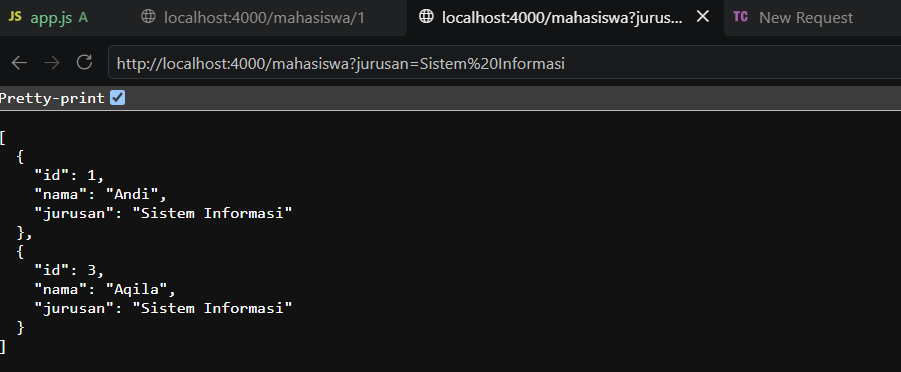 JS app.js A
localhost:4000/mahasiswa/1
localhost:4000/mahasiswa?jurus...
TC New Request
http://localhost:4000/mahasiswa?jurusan=Sistem%20Informasi
Pretty-print
[
  {
    "id": 1,
    "nama": "Andi",
    "jurusan": "Sistem Informasi"
  },
  {
    "id": 3,
    "nama": "Aqila",
    "jurusan": "Sistem Informasi"
  }
]